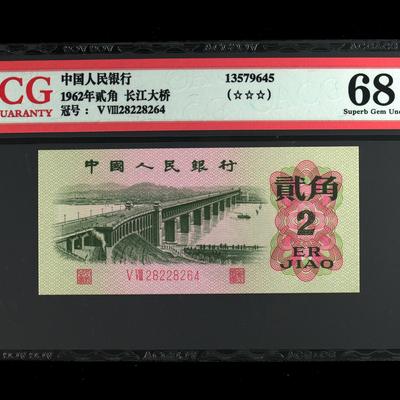 CG
GUARANTY
中国人民银行
1962年贰角 长江大桥
冠号： V VIII28228264
13579645
(☆☆☆)
68
Superb Gem Unc
中國人民銀行
貳角
2
ER
JIAO
V VIII 28228264